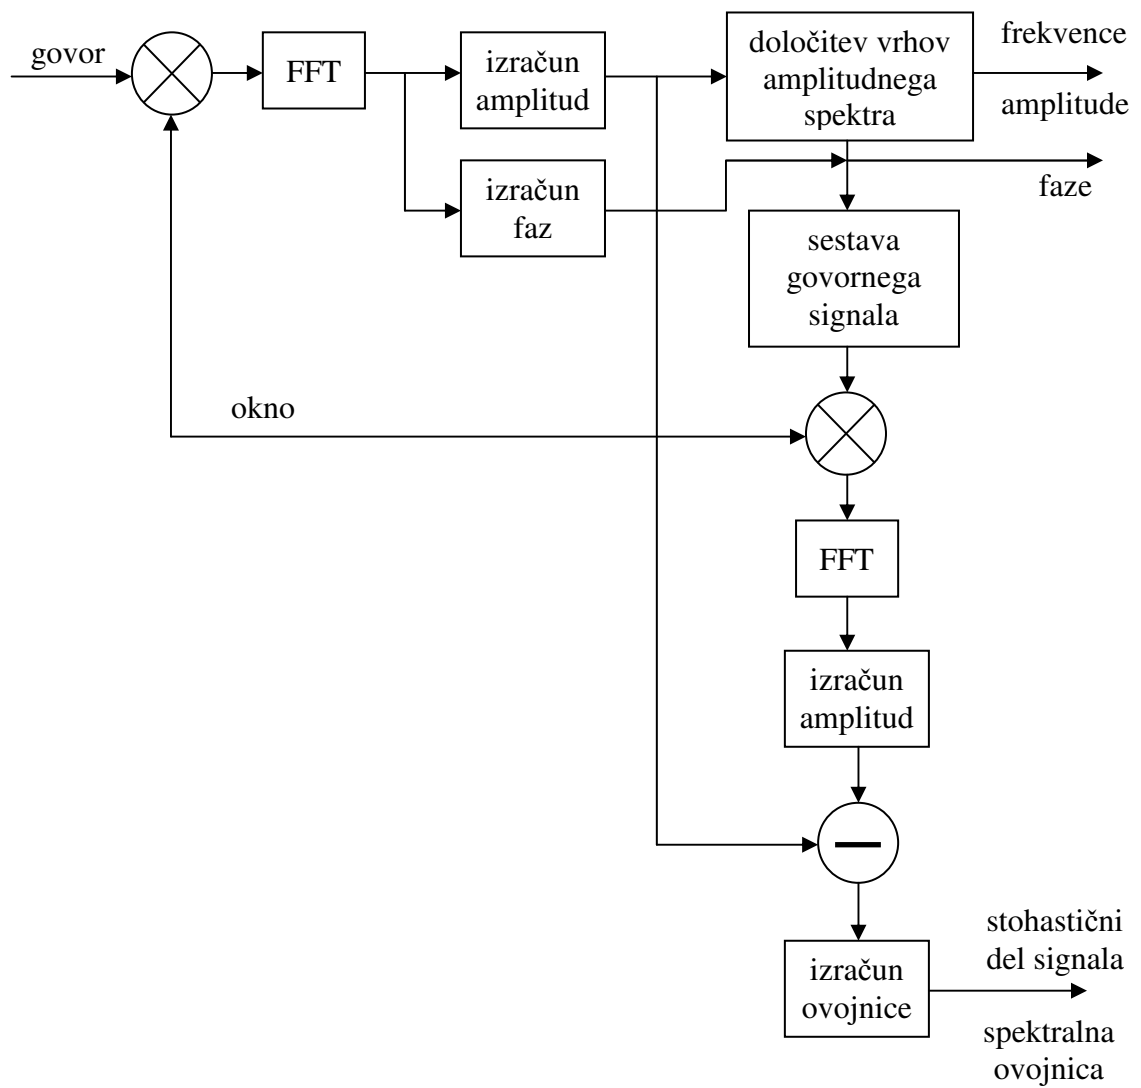 govor
FFT
izračun
amplitud
določitev vrhov
amplitudnega
spektra
frekvence
amplitude
izračun
faz
faze
sestava
govornega
signala
okno
FFT
izračun
amplitud
izračun
ovojnice
stohastični
del signala
spektralna
ovojnica